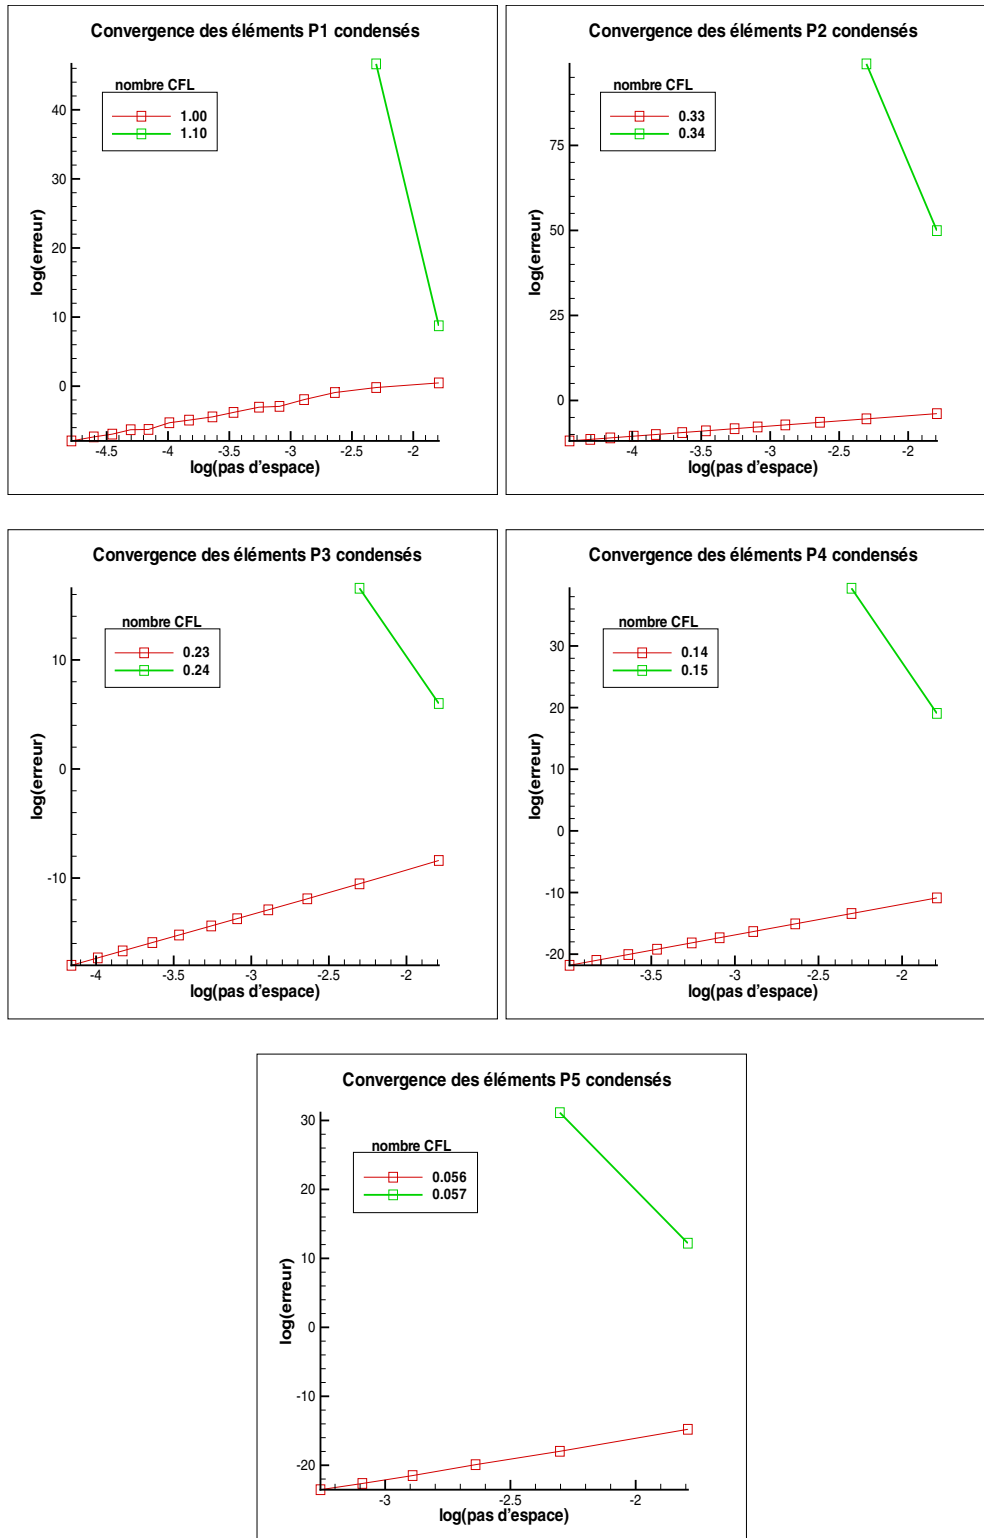 Convergence des éléments P1 condensés
nombre CFL
1.00
1.10
40
30
20
10
0
log(erreur)
-4.5
-4
-3.5
-3
-2.5
-2
log(pas d'espace)
Convergence des éléments P2 condensés
nombre CFL
0.33
0.34
75
50
25
0
log(erreur)
-4
-3.5
-3
-2.5
-2
log(pas d'espace)
Convergence des éléments P3 condensés
nombre CFL
0.23
0.24
10
0
-10
log(erreur)
-4
-3.5
-3
-2.5
-2
log(pas d'espace)
Convergence des éléments P4 condensés
nombre CFL
0.14
0.15
30
20
10
0
-10
-20
log(erreur)
-3.5
-3
-2.5
-2
log(pas d'espace)
Convergence des éléments P5 condensés
nombre CFL
0.056
0.057
30
20
10
0
-10
-20
log(erreur)
-3
-2.5
-2
log(pas d'espace)